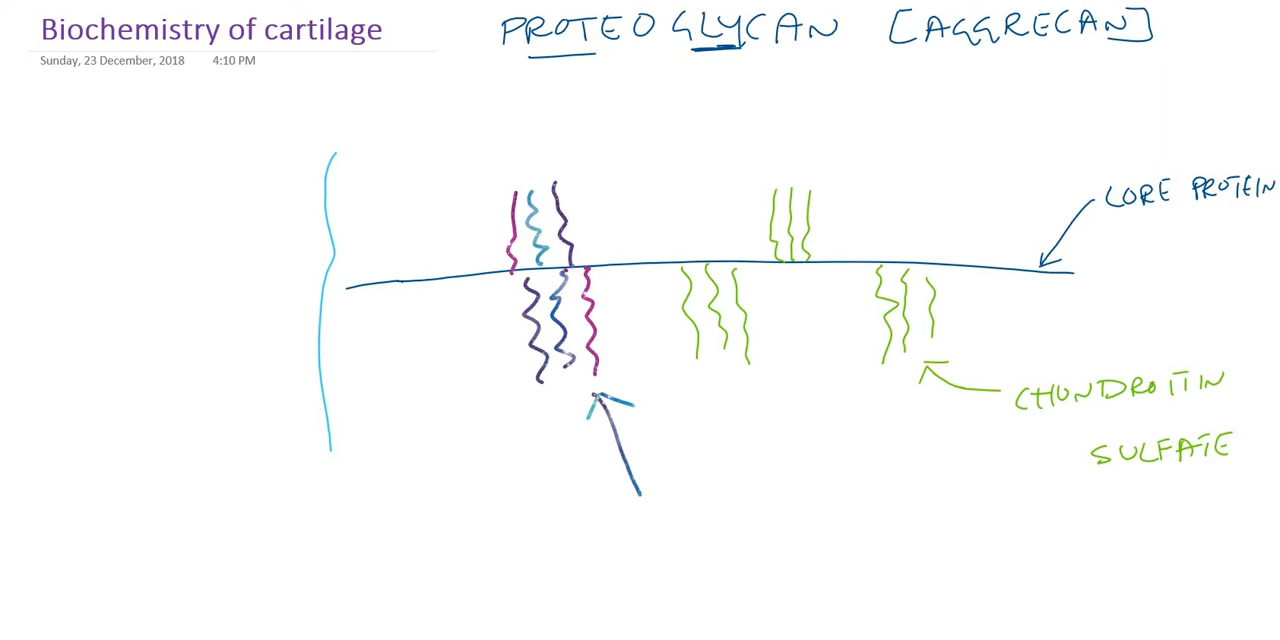 Biochemistry of cartilage
Sunday, 23 December, 2018 4:10 PM
PROTEOGLYCAN [AGGRECAN]
CORE PROTEIN
CHONDROITIN
SULFATE